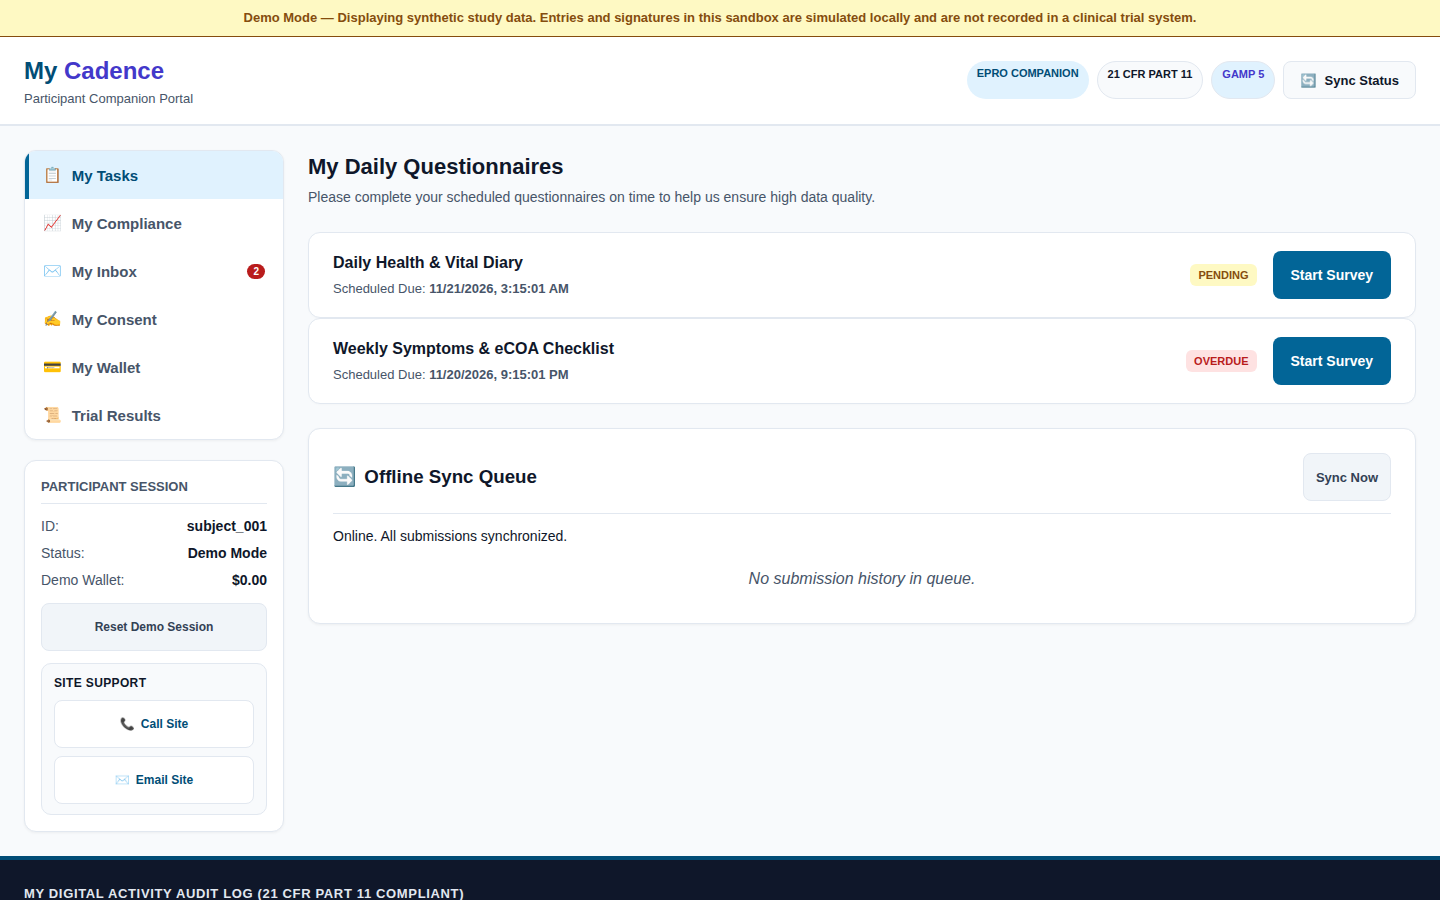 Demo Mode — Displaying synthetic study data. Entries and signatures in this sandbox are simulated locally and are not recorded in a clinical trial system.
My Cadence
Participant Companion Portal
EPRO COMPANION
21 CFR PART 11
GAMP 5
Sync Status
My Tasks
My Compliance
My Inbox
2
My Consent
My Wallet
Trial Results
PARTICIPANT SESSION
ID: subject_001
Status: Demo Mode
Demo Wallet: $0.00
Reset Demo Session
SITE SUPPORT
Call Site
Email Site
My Daily Questionnaires
Please complete your scheduled questionnaires on time to help us ensure high data quality.
Daily Health & Vital Diary
Scheduled Due: 11/21/2026, 3:15:01 AM
PENDING
Start Survey
Weekly Symptoms & eCOA Checklist
Scheduled Due: 11/20/2026, 9:15:01 PM
OVERDUE
Start Survey
Offline Sync Queue
Sync Now
Online. All submissions synchronized.
No submission history in queue.
MY DIGITAL ACTIVITY AUDIT LOG (21 CFR PART 11 COMPLIANT)